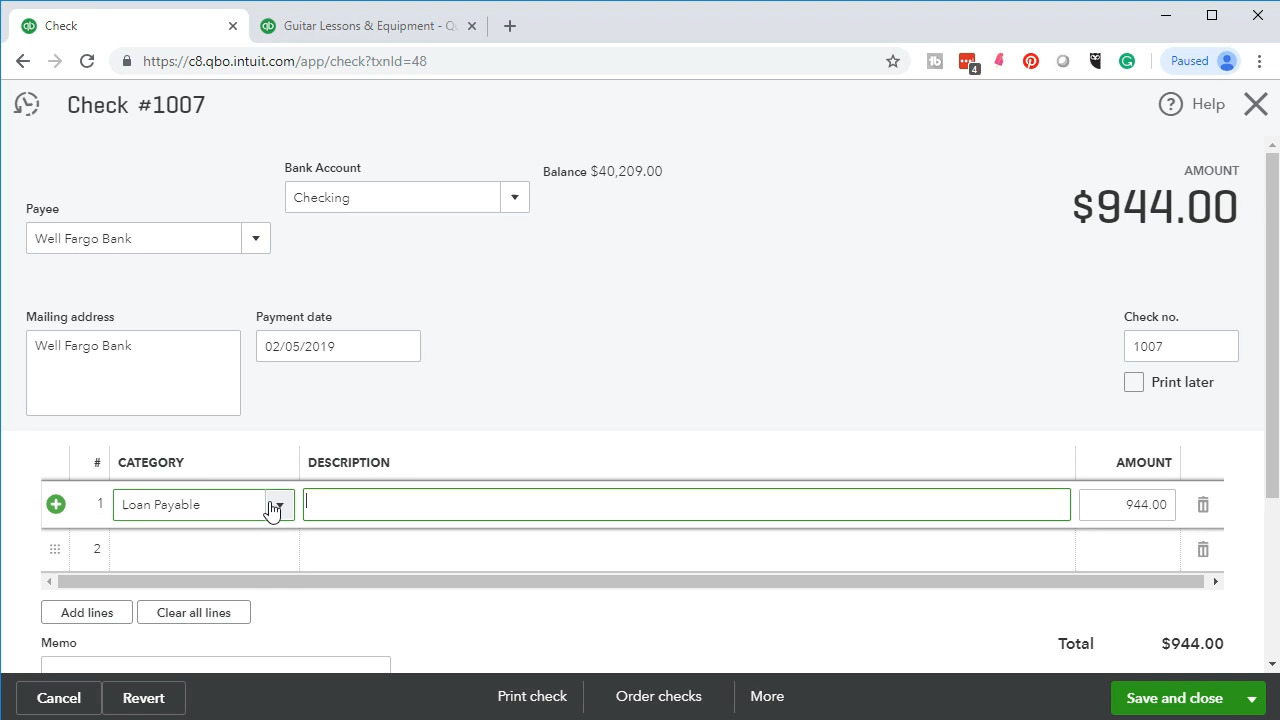 Check
Guitar Lessons & Equipment - Q
https://c8.qbo.intuit.com/app/check?txnId=48
4
Paused
Check #1007
Help
Bank Account
Balance $40,209.00
AMOUNT
Checking
$944.00
Payee
Well Fargo Bank
Mailing address
Payment date
Check no.
Well Fargo Bank
02/05/2019
1007
Print later
# CATEGORY DESCRIPTION AMOUNT
1 Loan Payable 944.00
2
Add lines Clear all lines
Memo
Total $944.00
Cancel Revert Print check Order checks More Save and close